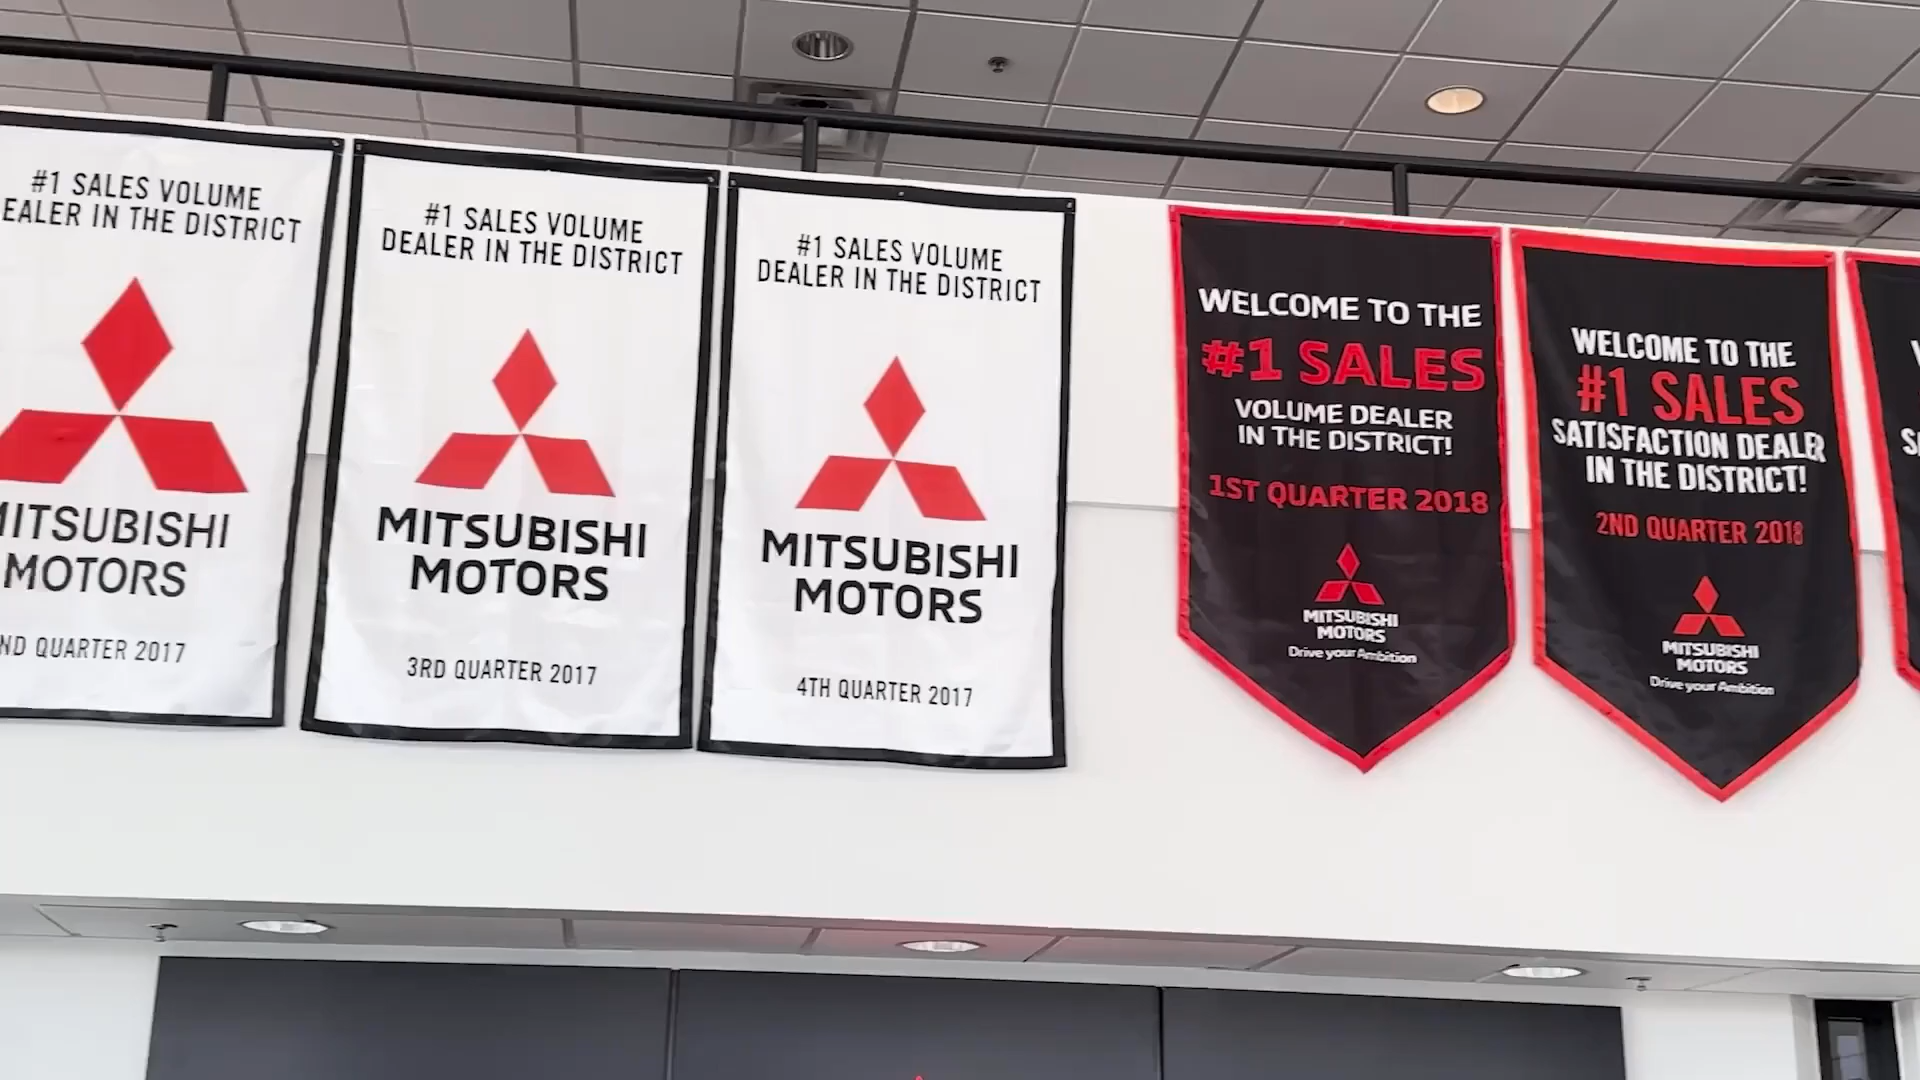 #1 SALES VOLUME
IN THE DISTRICT
MOTORS
QUARTER 2017
#1 SALES VOLUME
DEALER IN THE DISTRICT
MITSUBISHI
MOTORS
3RD QUARTER 2017
#1 SALES VOLUME
DEALER IN THE DISTRICT
MITSUBISHI
MOTORS
4TH QUARTER 2017
WELCOME TO THE
#1 SALES
VOLUME DEALER
IN THE DISTRICT!
1ST QUARTER 2018
MITSUBISHI
MOTORS
Drive your Ambition
WELCOME TO THE
#1 SALES
SATISFACTION DEALER
IN THE DISTRICT!
2ND QUARTER 2018
MITSUBISHI
MOTORS
Drive your Ambition